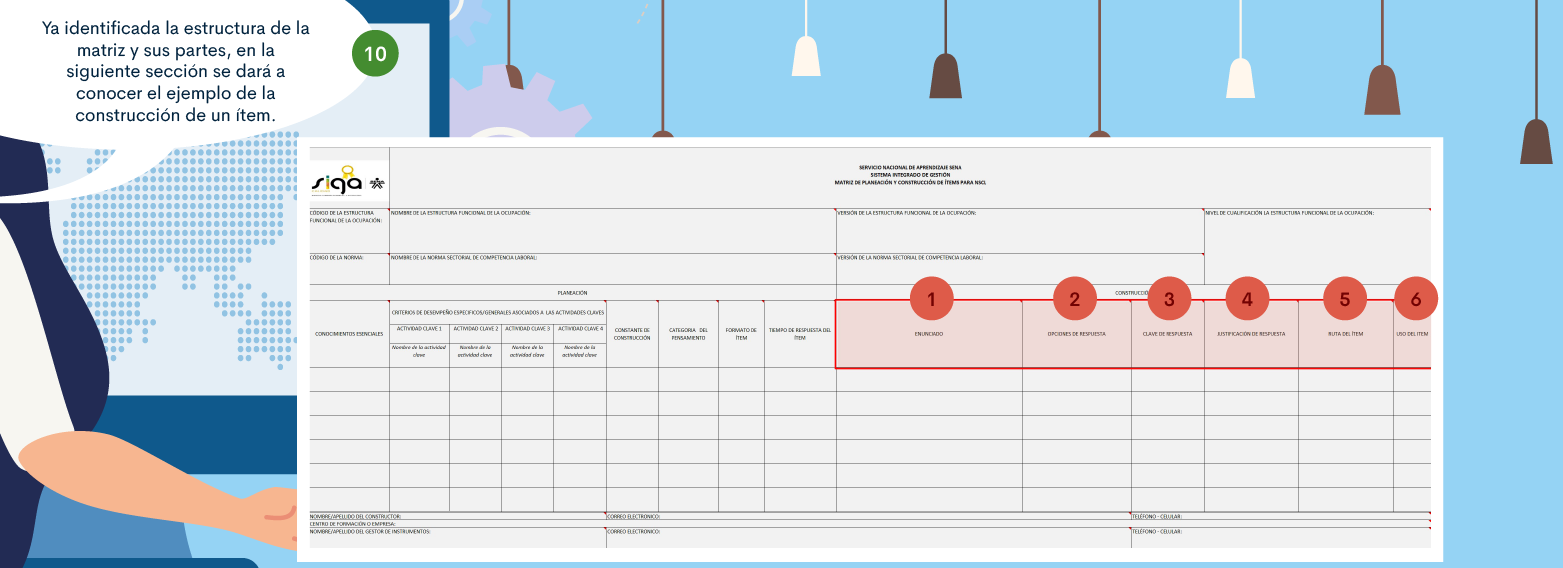 Ya identificada la estructura de la
matriz y sus partes, en la
siguiente sección se dará a
conocer el ejemplo de la
construcción de un ítem.
10
siga
SERVICIO NACIONAL DE APRENDIZAJE SENA
SISTEMA INTEGRADO DE GESTIÓN
MATRIZ DE PLANEACIÓN Y CONSTRUCCIÓN DE ÍTEMS PARA NSCL
CÓDIGO DE LA ESTRUCTURA
FUNCIONAL DE LA OCUPACIÓN:
NOMBRE DE LA ESTRUCTURA FUNCIONAL DE LA OCUPACIÓN:
VERSIÓN DE LA ESTRUCTURA FUNCIONAL DE LA OCUPACIÓN:
NIVEL DE CUALIFICACIÓN LA ESTRUCTURA FUNCIONAL DE LA OCUPACIÓN:
CÓDIGO DE LA NORMA:
NOMBRE DE LA NORMA SECTORIAL DE COMPETENCIA LABORAL:
VERSIÓN DE LA NORMA SECTORIAL DE COMPETENCIA LABORAL:
PLANEACIÓN
CONSTRUCCIÓ
1
2
3
4
5
6
CONOCIMIENTOS ESENCIALES
CRITERIOS DE DESEMPEÑO ESPECIFICOS/GENERALES ASOCIADOS A LAS ACTIVIDADES CLAVES
ACTIVIDAD CLAVE 1
ACTIVIDAD CLAVE 2
ACTIVIDAD CLAVE 3
ACTIVIDAD CLAVE 4
Nombre de la actividad
clave
Nombre de la
actividad clave
Nombre de la
actividad clave
Nombre de la
actividad clave
CONSTANTE DE
CONSTRUCCIÓN
CATEGORIA DEL
PENSAMIENTO
FORMATO DE
ÍTEM
TIEMPO DE RESPUESTA DEL
ÍTEM
ENUNCIADO
OPCIONES DE RESPUESTA
CLAVE DE RESPUESTA
JUSTIFICACIÓN DE RESPUESTA
RUTA DEL ÍTEM
USO DEL ITEM
NOMBRE/APELLIDO DEL CONSTRUCTOR:
CORREO ELECTRONICO:
TELÉFONO - CELULAR:
CENTRO DE FORMACIÓN O EMPRESA:
NOMBRE/APELLIDO DEL GESTOR DE INSTRUMENTOS:
CORREO ELECTRONICO:
TELÉFONO - CELULAR: